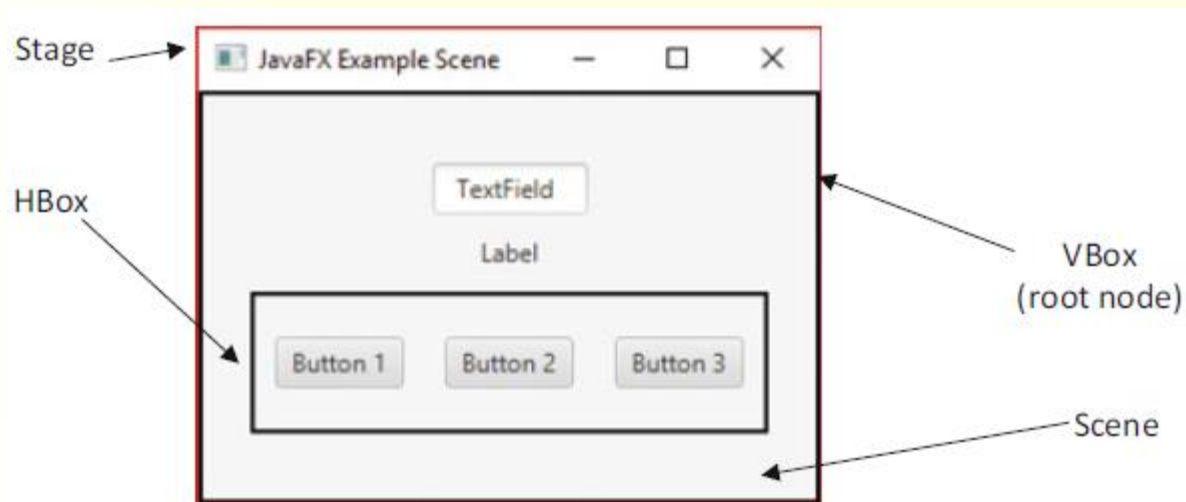 Stage
JavaFX Example Scene
TextField
HBox
Label
VBox
(root node)
Button 1
Button 2
Button 3
Scene